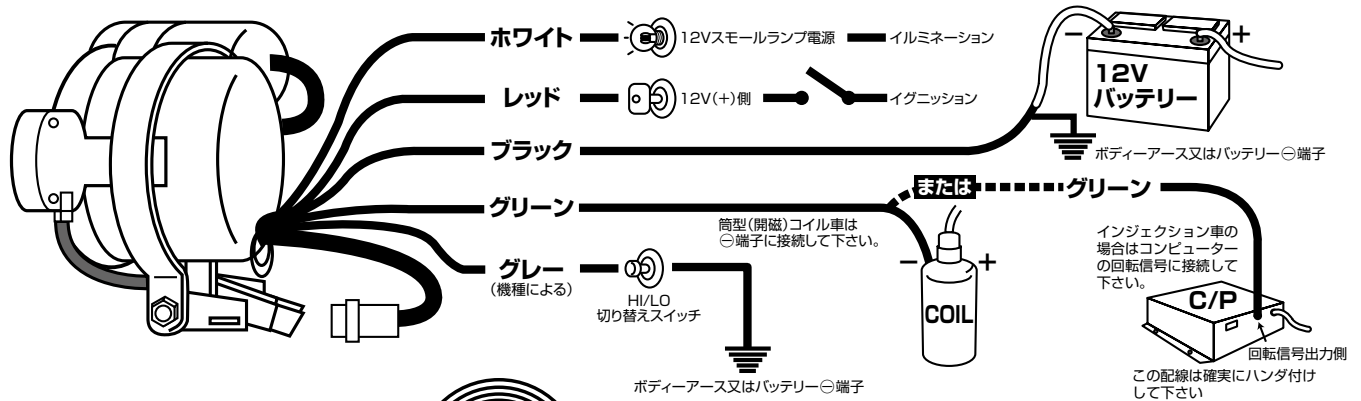 ホワイト
12Vスモールランプ電源
イルミネーション
レッド
12V(+)側
イグニッション
ブラック
− +
12V
バッテリー
ボディーアース又はバッテリー⊖端子
グリーン
または
グリーン
筒型(開磁)コイル車は
⊖端子に接続して下さい。
− +
COIL
インジェクション車の
場合はコンピューター
の回転信号に接続して
下さい。
C/P
回転信号出力側
この配線は確実にハンダ付け
して下さい
グレー
(機種による)
HI/LO
切り替えスイッチ
ボディーアース又はバッテリー⊖端子